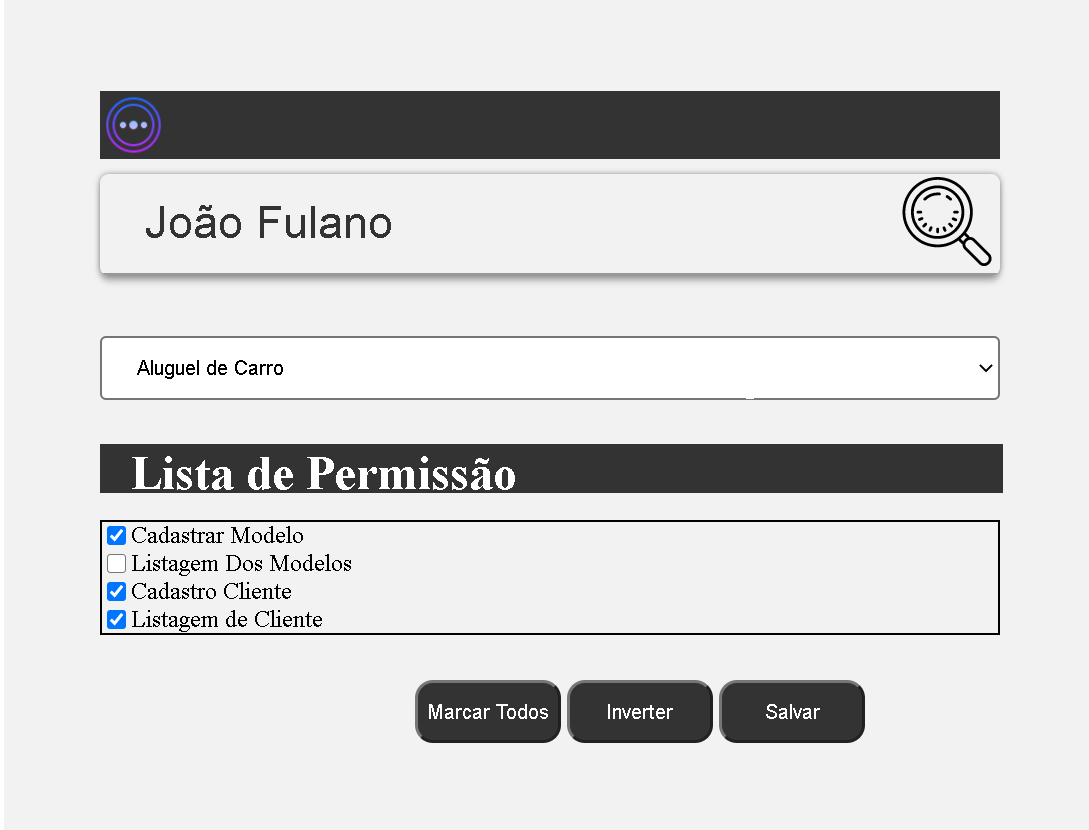 João Fulano
Aluguel de Carro
Lista de Permissão
Cadastrar Modelo
Listagem Dos Modelos
Cadastro Cliente
Listagem de Cliente
Marcar Todos Inverter Salvar